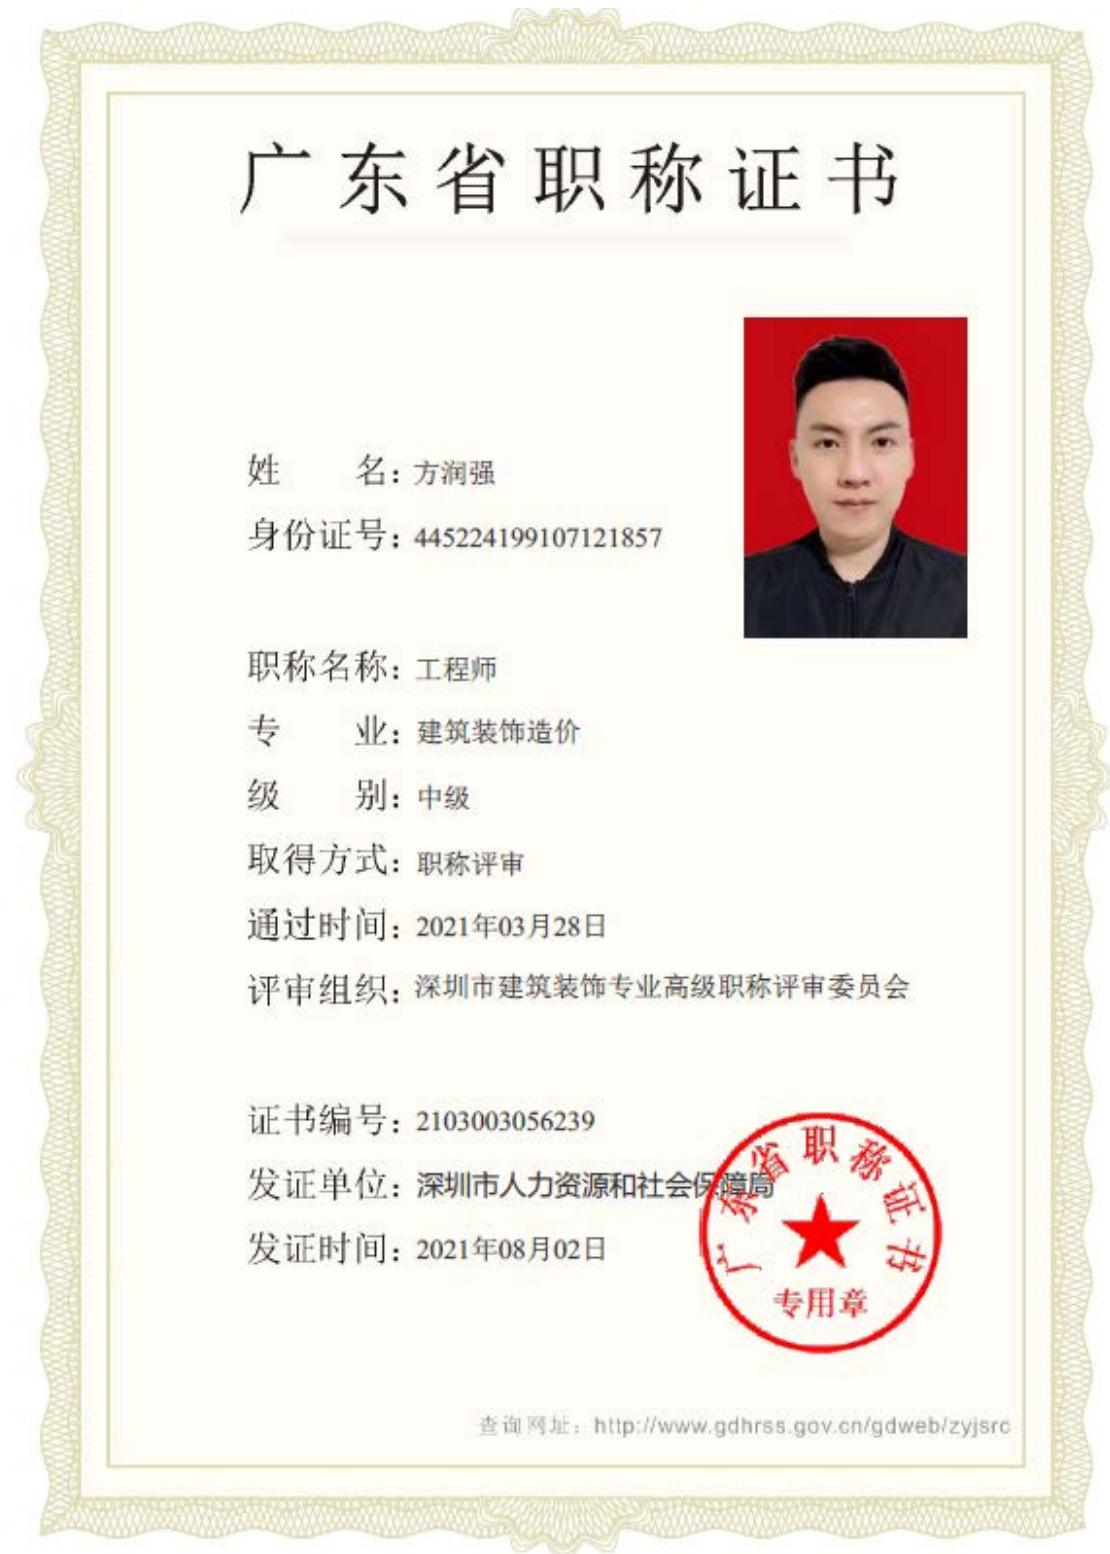 广东省职称证书
姓 名：方润强
身份证号：445224199107121857
职称名称：工程师
专 业：建筑装饰造价
级 别：中级
取得方式：职称评审
通过时间：2021年03月28日
评审组织：深圳市建筑装饰专业高级职称评审委员会
证书编号：2103003056239
发证单位：深圳市人力资源和社会保障局
发证时间：2021年08月02日
广东省职称证书
专用章
查询网址：http://www.gdhrss.gov.cn/gdweb/zyjsrc